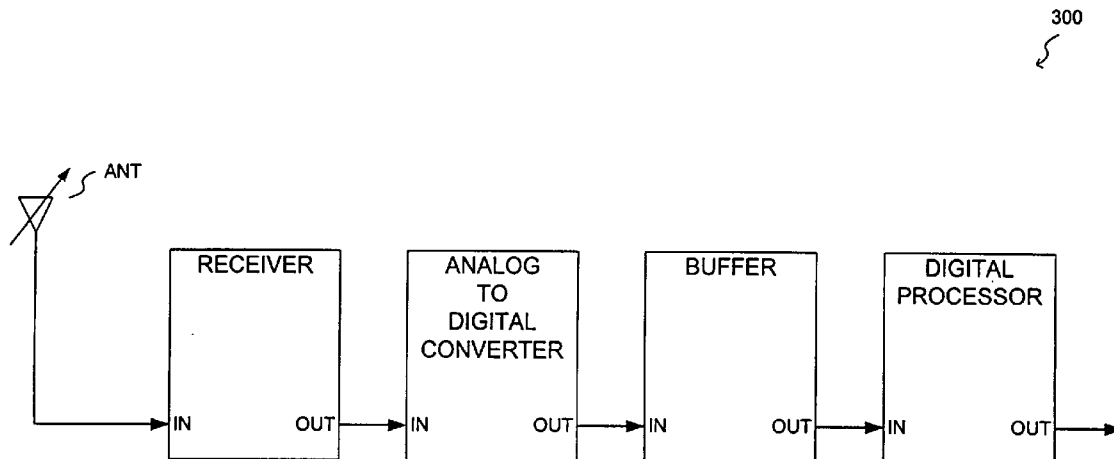 300
ANT
RECEIVER
ANALOG
TO
DIGITAL
CONVERTER
BUFFER
DIGITAL
PROCESSOR
IN
OUT
IN
OUT
IN
OUT
IN
OUT